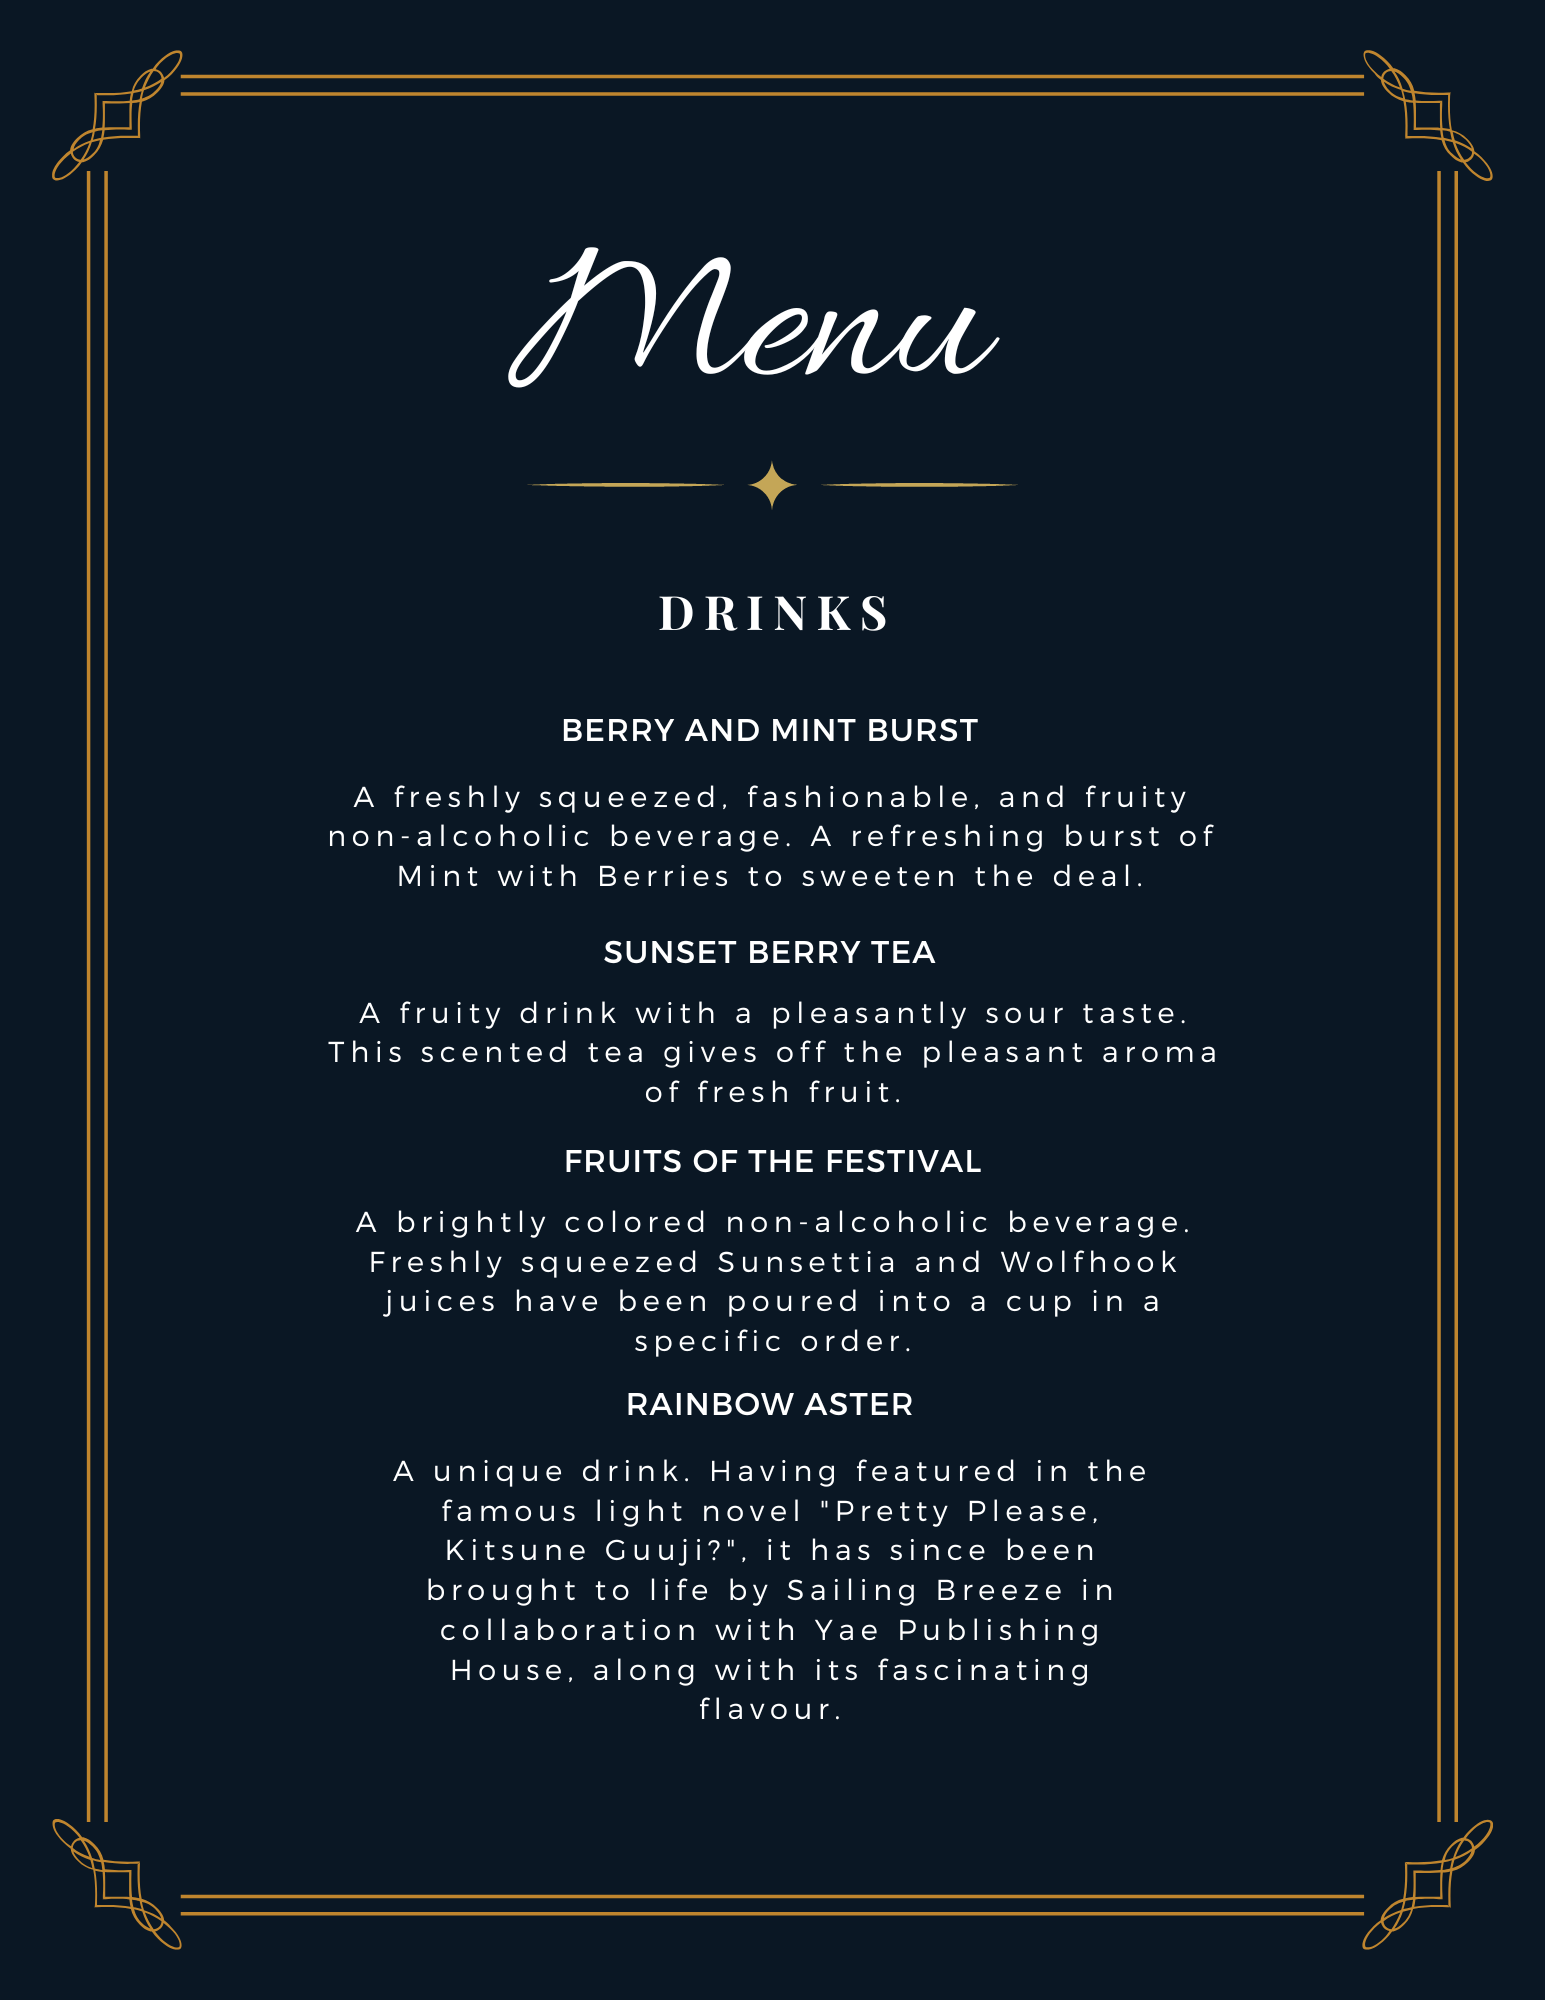 Menu
DRINKS
BERRY AND MINT BURST
A freshly squeezed, fashionable, and fruity
non-alcoholic beverage. A refreshing burst of
Mint with Berries to sweeten the deal.
SUNSET BERRY TEA
A fruity drink with a pleasantly sour taste.
This scented tea gives off the pleasant aroma
of fresh fruit.
FRUITS OF THE FESTIVAL
A brightly colored non-alcoholic beverage.
Freshly squeezed Sunsettia and Wolfhook
juices have been poured into a cup in a
specific order.
RAINBOW ASTER
A unique drink. Having featured in the
famous light novel "Pretty Please,
Kitsune Guuji?", it has since been
brought to life by Sailing Breeze in
collaboration with Yae Publishing
House, along with its fascinating
flavour.